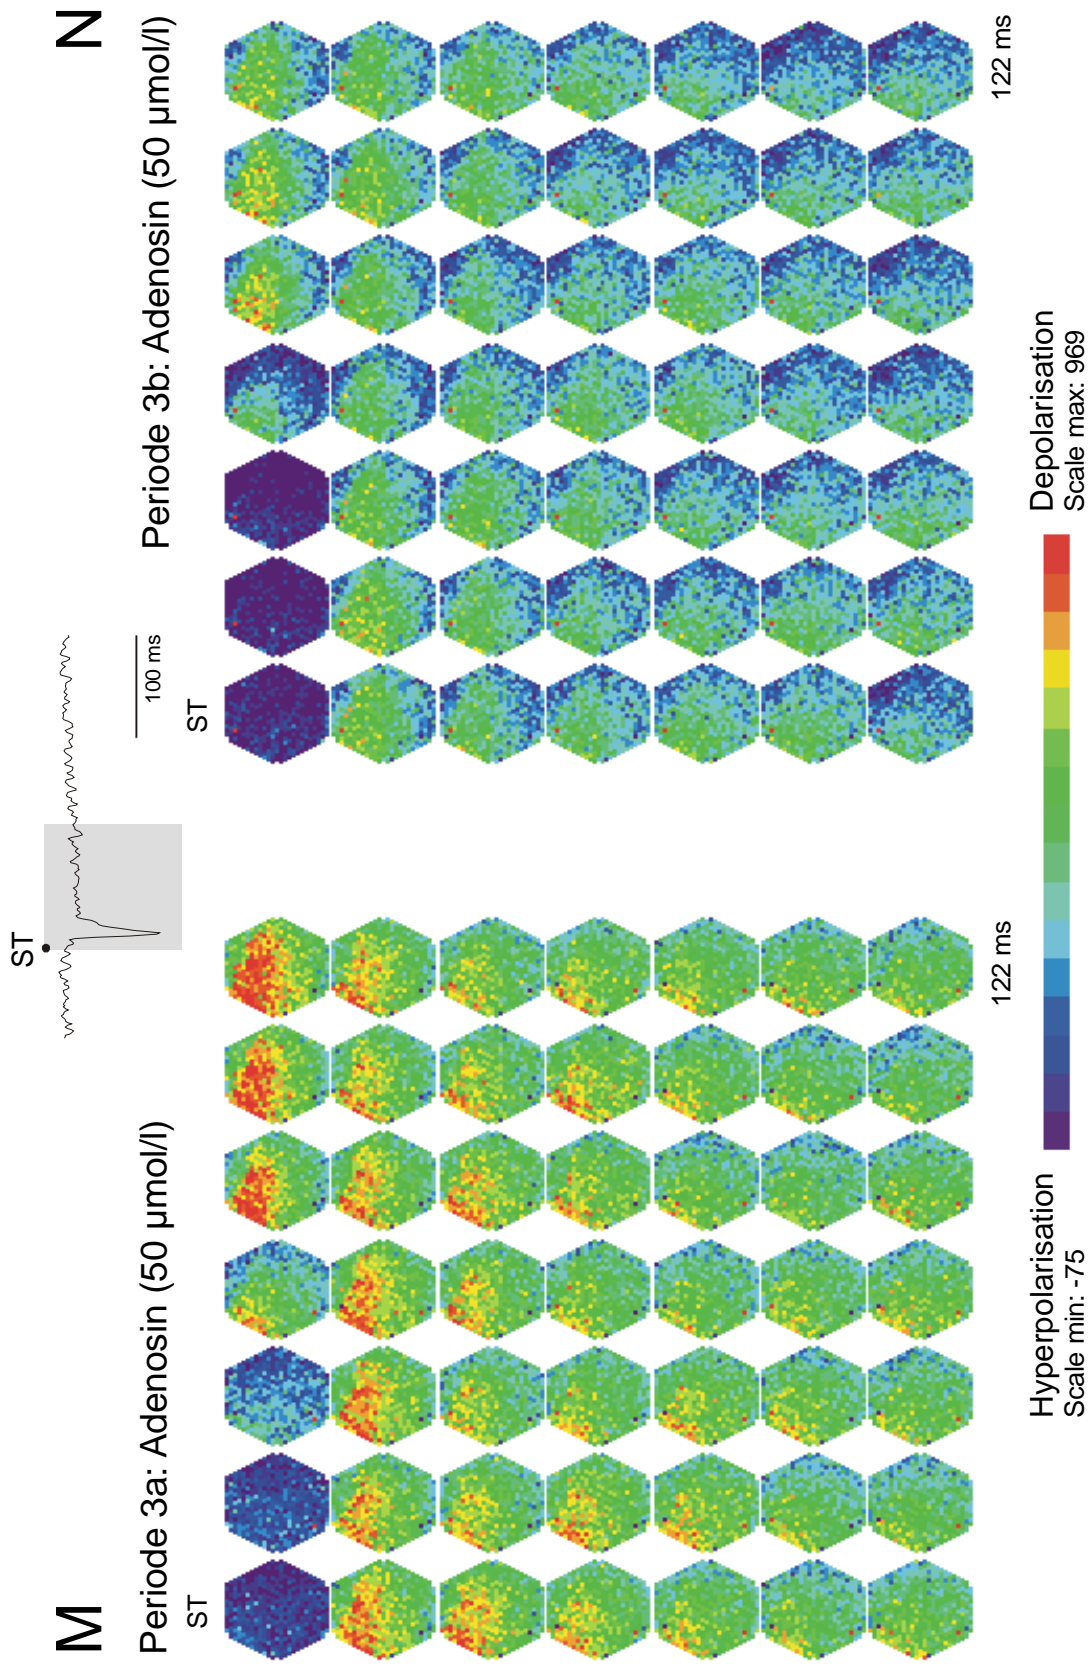 M
Periode 3a: Adenosin (50 µmol/l)
ST
122 ms
ST
100 ms
N
Periode 3b: Adenosin (50 µmol/l)
ST
122 ms
Hyperpolarisation
Scale min: -75
Depolarisation
Scale max: 969